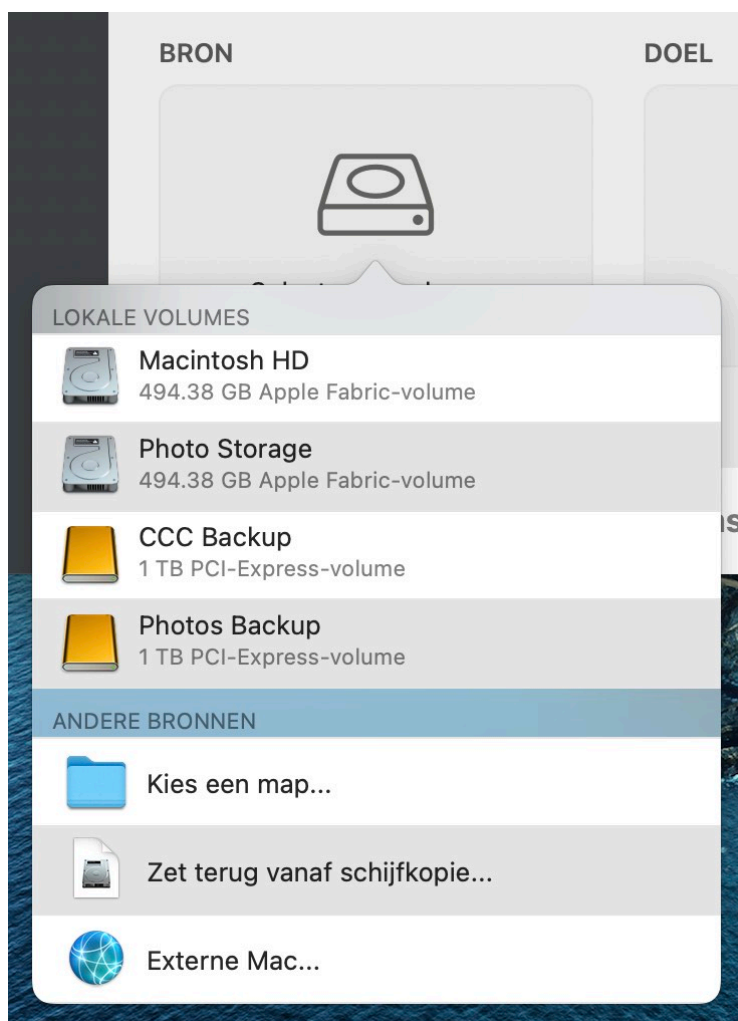 BRON
DOEL
LOKALE VOLUMES
Macintosh HD
494.38 GB Apple Fabric-volume
Photo Storage
494.38 GB Apple Fabric-volume
CCC Backup
1 TB PCI-Express-volume
Photos Backup
1 TB PCI-Express-volume
ANDERE BRONNEN
Kies een map...
Zet terug vanaf schijfkopie...
Externe Mac...